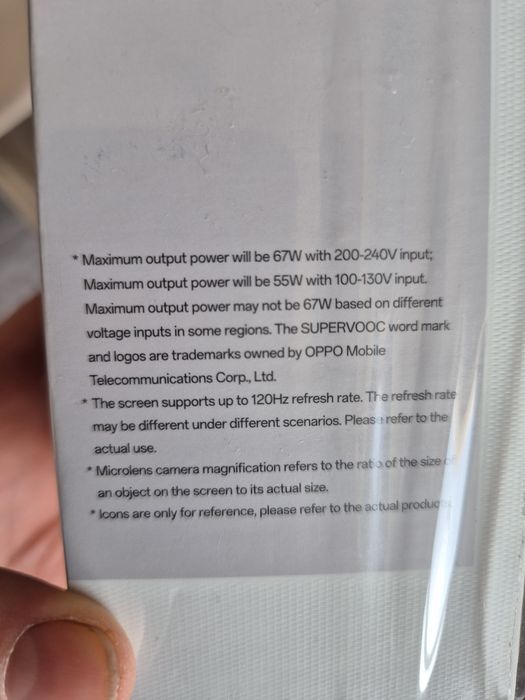 * Maximum output power will be 67W with 200-240V input;
Maximum output power will be 55W with 100-130V input.
Maximum output power may not be 67W based on different
voltage inputs in some regions. The SUPERVOOC word mark
and logos are trademarks owned by OPPO Mobile
Telecommunications Corp., Ltd.
* The screen supports up to 120Hz refresh rate. The refresh rate
may be different under different scenarios. Please refer to the
actual use.
* Microlens camera magnification refers to the ratio of the size of
an object on the screen to its actual size.
* Icons are only for reference, please refer to the actual product.